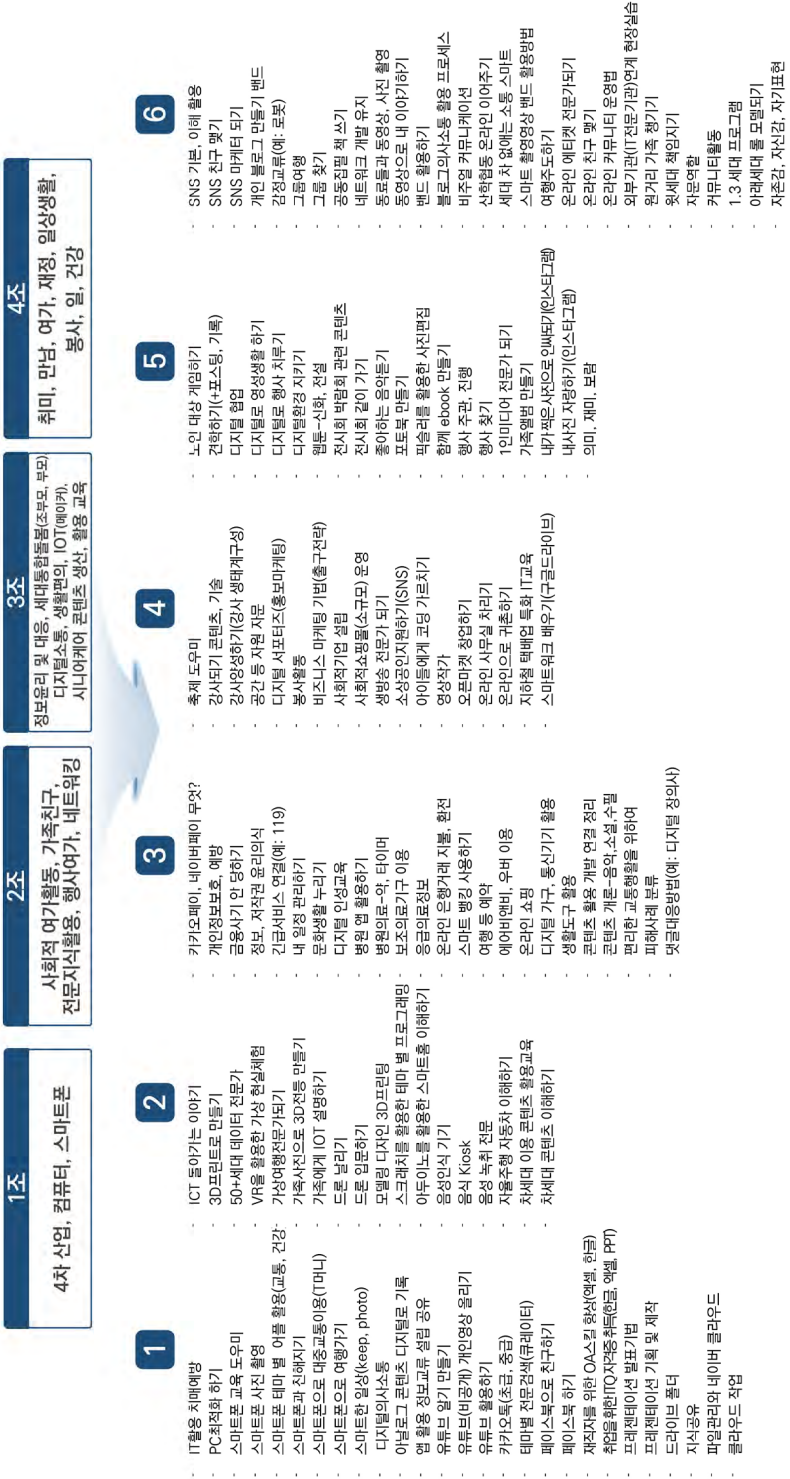 1조
4차 산업, 컴퓨터, 스마트폰
2조
사회적 여가활동, 가족친구,
전문지식활용, 행사여가, 네트워킹
3조
정보윤리 및 대응, 세대통합돌봄(조부모, 부모)
디지털소통, 생활편의, IOT(메이커),
시니어케어 콘텐츠 생산, 활용 교육
4조
취미, 만남, 여가, 재정, 일상생활,
봉사, 일, 건강
1
- IT활용 치매예방
- PC최적화 하기
- 스마트폰 교육 도우미
- 스마트폰 사진 촬영
- 스마트폰 테마 별 어플 활용(교통, 건강
- 스마트폰과 친해지기
- 스마트폰으로 대중교통이용(T머니)
- 스마트폰으로 여행가기
- 스마트한 일상(keep, photo)
- 디지털의사소통
- 아날로그 콘텐츠 디지털로 기록
- 앱 활용 정보교류 설립 공유
- 유튜브 알기 만들기
- 유튜브(비공개) 개인영상 올리기
- 유튜브 활용하기
- 카카오톡(초급, 중급)
- 테마별 전문검색(큐레이터)
- 페이스북으로 친구하기
- 페이스북 하기
- 재직자를 위한 OA스킬 향상(엑셀, 한글)
- 취업을 위한 ITQ 자격증 취득(한글, 엑셀, PPT)
- 프레젠테이션 발표기법
- 프레젠테이션 기획 및 제작
- 드라이브 폴더
- 지식공유
- 파일관리와 네이버 클라우드
- 클라우드 작업
2
- ICT 돌아가는 이야기
- 3D프린트로 만들기
- 50+세대 데이터 전문가
- VR을 활용한 가상 현실체험
- 가상여행전문가되기
- 가족사진으로 3D전등 만들기
- 가족에게 IOT 설명하기
- 드론 날리기
- 드론 입문하기
- 모델링 디자인 3D프린팅
- 스크래치를 활용한 테마 별 프로그래밍
- 아두이노를 활용한 스마트홈 이해하기
- 음성인식 기기
- 음식 Kiosk
- 음성 녹취 전문
- 자율주행 자동차 이해하기
- 차세대 이용 콘텐츠 활용교육
- 차세대 콘텐츠 이해하기
3
- 카카오페이, 네이버페이 무엇?
- 개인정보보호, 예방
- 금융사기 안 당하기
- 정보, 저작권 윤리의식
- 긴급서비스 연결(예: 119)
- 내 일정 관리하기
- 문화생활 누리기
- 디지털 인성교육
- 병원 앱 활용하기
- 병원의료-약, 타이머
- 보조의료기구 이용
- 응급의료정보
- 온라인 은행거래 지불, 환전
- 스마트 뱅킹 사용하기
- 여행 등 예약
- 에어비앤비, 우버 이용
- 온라인 쇼핑
- 디지털 가구, 통신기기 활용
- 생활도구 활용
- 콘텐츠 활용 개발 연결 정리
- 콘텐츠 개론-음악,소설,수필
- 편리한 교통행활을 위하여
- 피해사례 분류
- 댓글대응방법(예: 디지털 장의사)
4
- 축제 도우미
- 강사되기 콘텐츠, 기술
- 강사양성하기(강사 생태계구성)
- 공간 등 자원 자문
- 디지털 서포터즈(홍보마케팅)
- 봉사활동
- 비즈니스 마케팅 기법(출구전략)
- 사회적기업 설립
- 사회적쇼핑몰(소규모) 운영
- 생방송 전문가 되기
- 소상공인지원하기(SNS)
- 아이들에게 코딩 가르치기
- 영상작가
- 오픈마켓 창업하기
- 온라인 사무실 차리기
- 온라인으로 귀촌하기
- 지하철 택배업 특화 IT교육
- 스마트워크 배우기(구글드라이브)
5
- 노인 대상 게임하기
- 견학하기(+포스팅, 기록)
- 디지털 협업
- 디지털로 영성생활 하기
- 디지털로 행사 치루기
- 디지털환경 지키기
- 웹툰-신화, 전설
- 전시회 박람회 관련 콘텐츠
- 전시회 같이 가기
- 좋아하는 음악듣기
- 포토북 만들기
- 픽슬러를 활용한 사진편집
- 함께 ebook 만들기
- 행사 주관, 진행
- 행사 찾기
- 1인미디어 전문가 되기
- 가족앨범 만들기
- 내가 찍은 사진으로 인싸되기(인스타그램)
- 내사진 자랑하기(인스타그램)
- 의미, 재미, 보람
6
- SNS 기본, 이해 활용
- SNS 친구 맺기
- SNS 마케터 되기
- 개인 블로그 만들기 밴드
- 감정교류(예: 로봇)
- 그룹여행
- 그룹 찾기
- 공동집필 책 쓰기
- 네트워크 개발 유지
- 동료들과 동영상, 사진 촬영
- 동영상으로 내 이야기하기
- 밴드 활용하기
- 블로그의사소통 활용 프로세스
- 비주얼 커뮤니케이션
- 산학협동 온라인 이어주기
- 세대 차 없애는 소통 스마트
- 스마트 촬영영상 밴드 활용방법
- 여행주도하기
- 온라인 에티켓 전문가되기
- 온라인 친구 맺기
- 온라인 커뮤니티 운영법
- 외부기관(IT전문기관)연계 현장실습
- 원거리 가족 챙기기
- 윗세대 책임지기
- 자문역할
- 커뮤니티활동
- 1.3 세대 프로그램
- 아래세대 롤 모델되기
- 자존감, 자신감, 자기표현